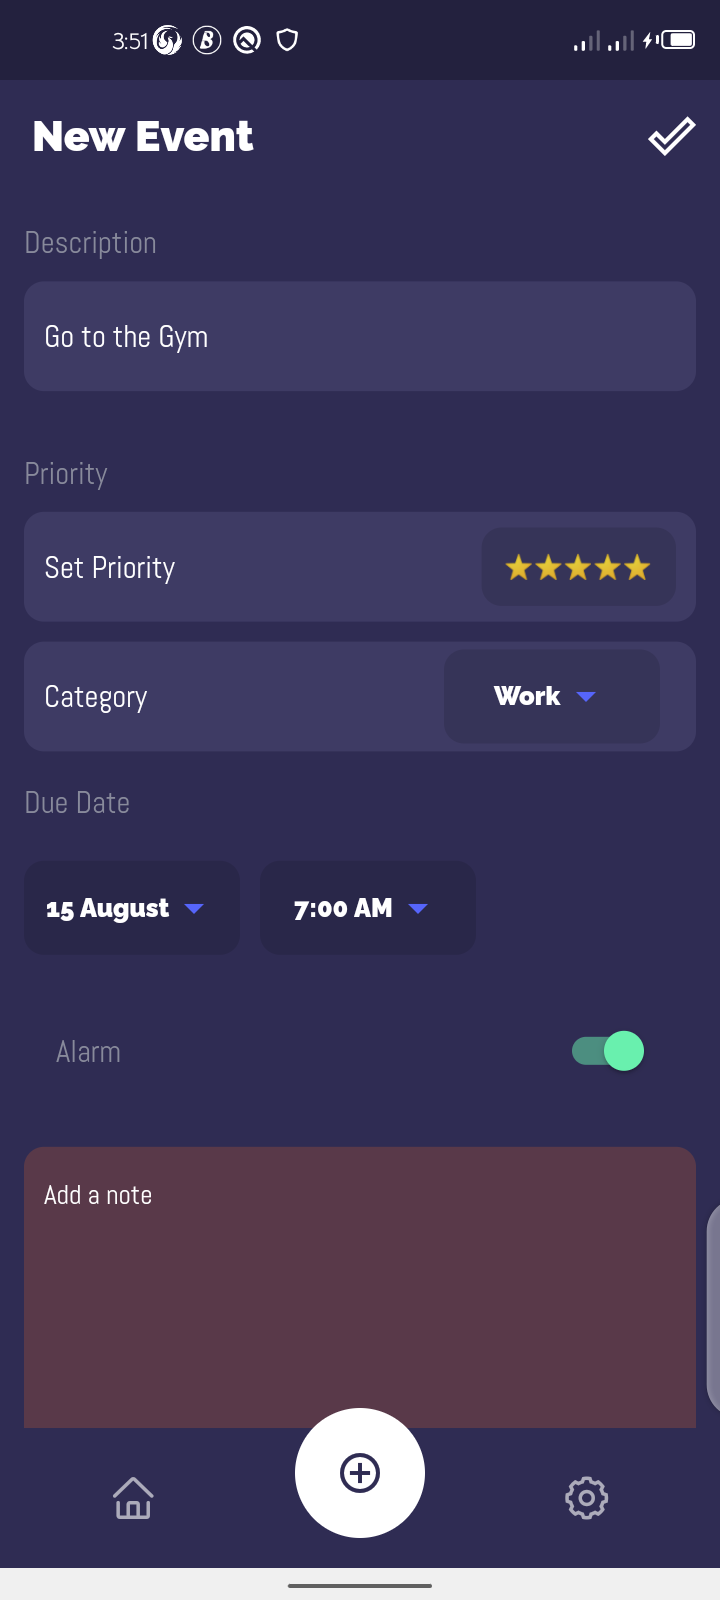 3:51
New Event
Description
Go to the Gym
Priority
Set Priority
Category
Work
Due Date
15 August
7:00 AM
Alarm
Add a note